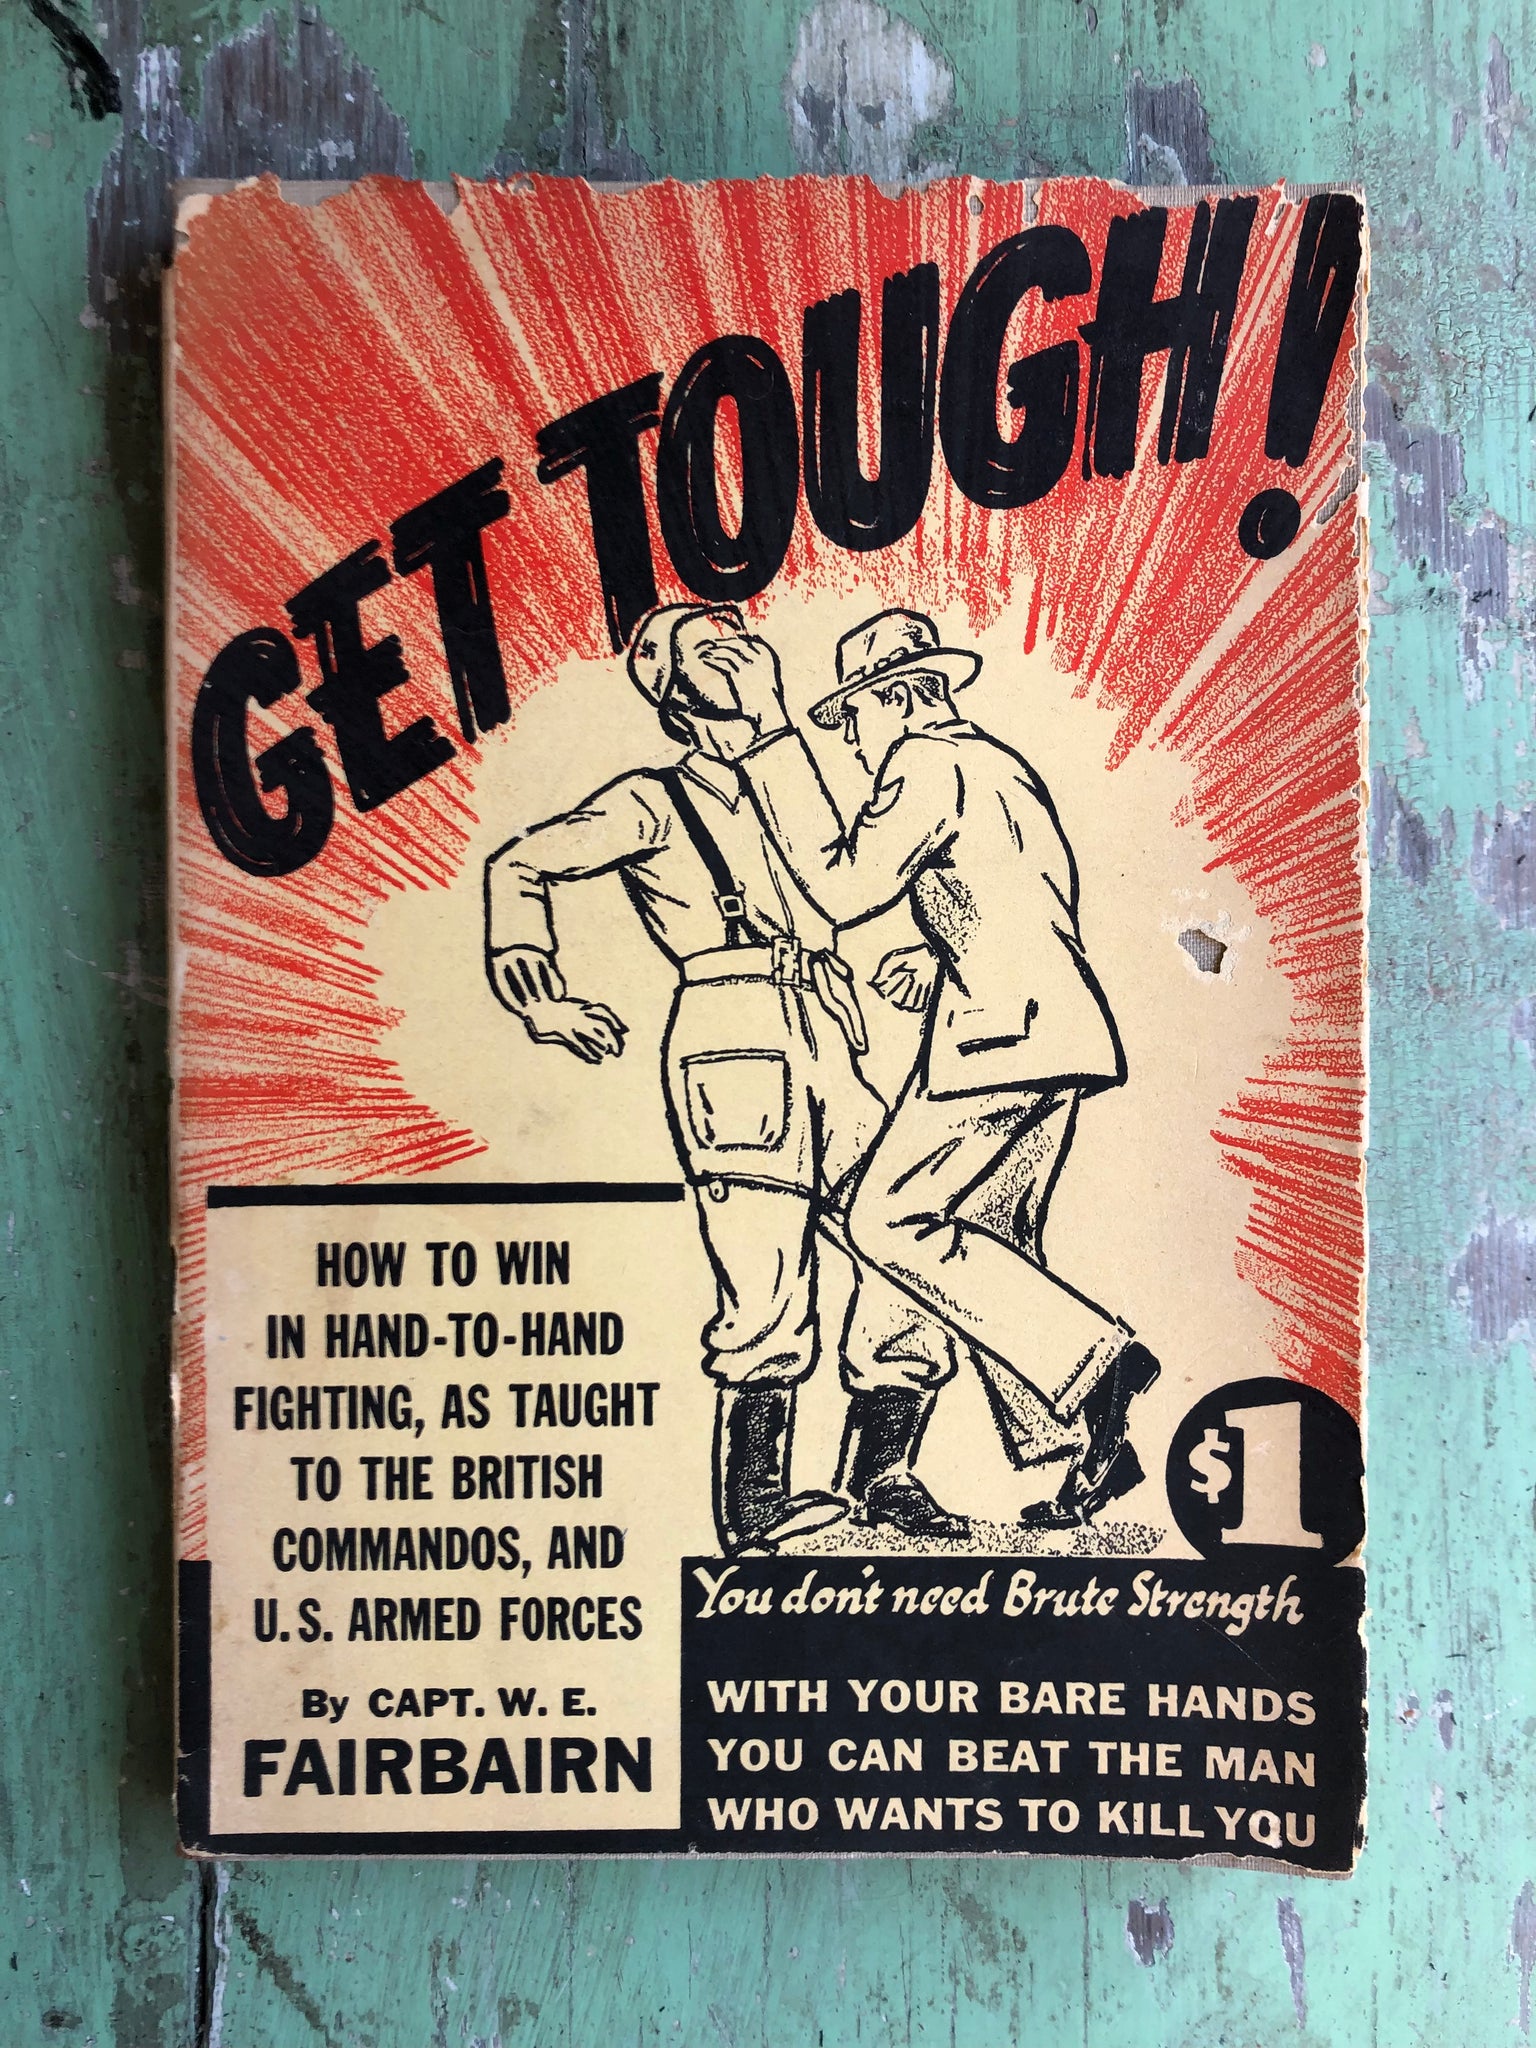 GET TOUGH!
HOW TO WIN
IN HAND-TO-HAND
FIGHTING, AS TAUGHT
TO THE BRITISH
COMMANDOS, AND
U.S. ARMED FORCES
By CAPT. W. E.
FAIRBAIRN
$1
You don't need Brute Strength
WITH YOUR BARE HANDS
YOU CAN BEAT THE MAN
WHO WANTS TO KILL YOU